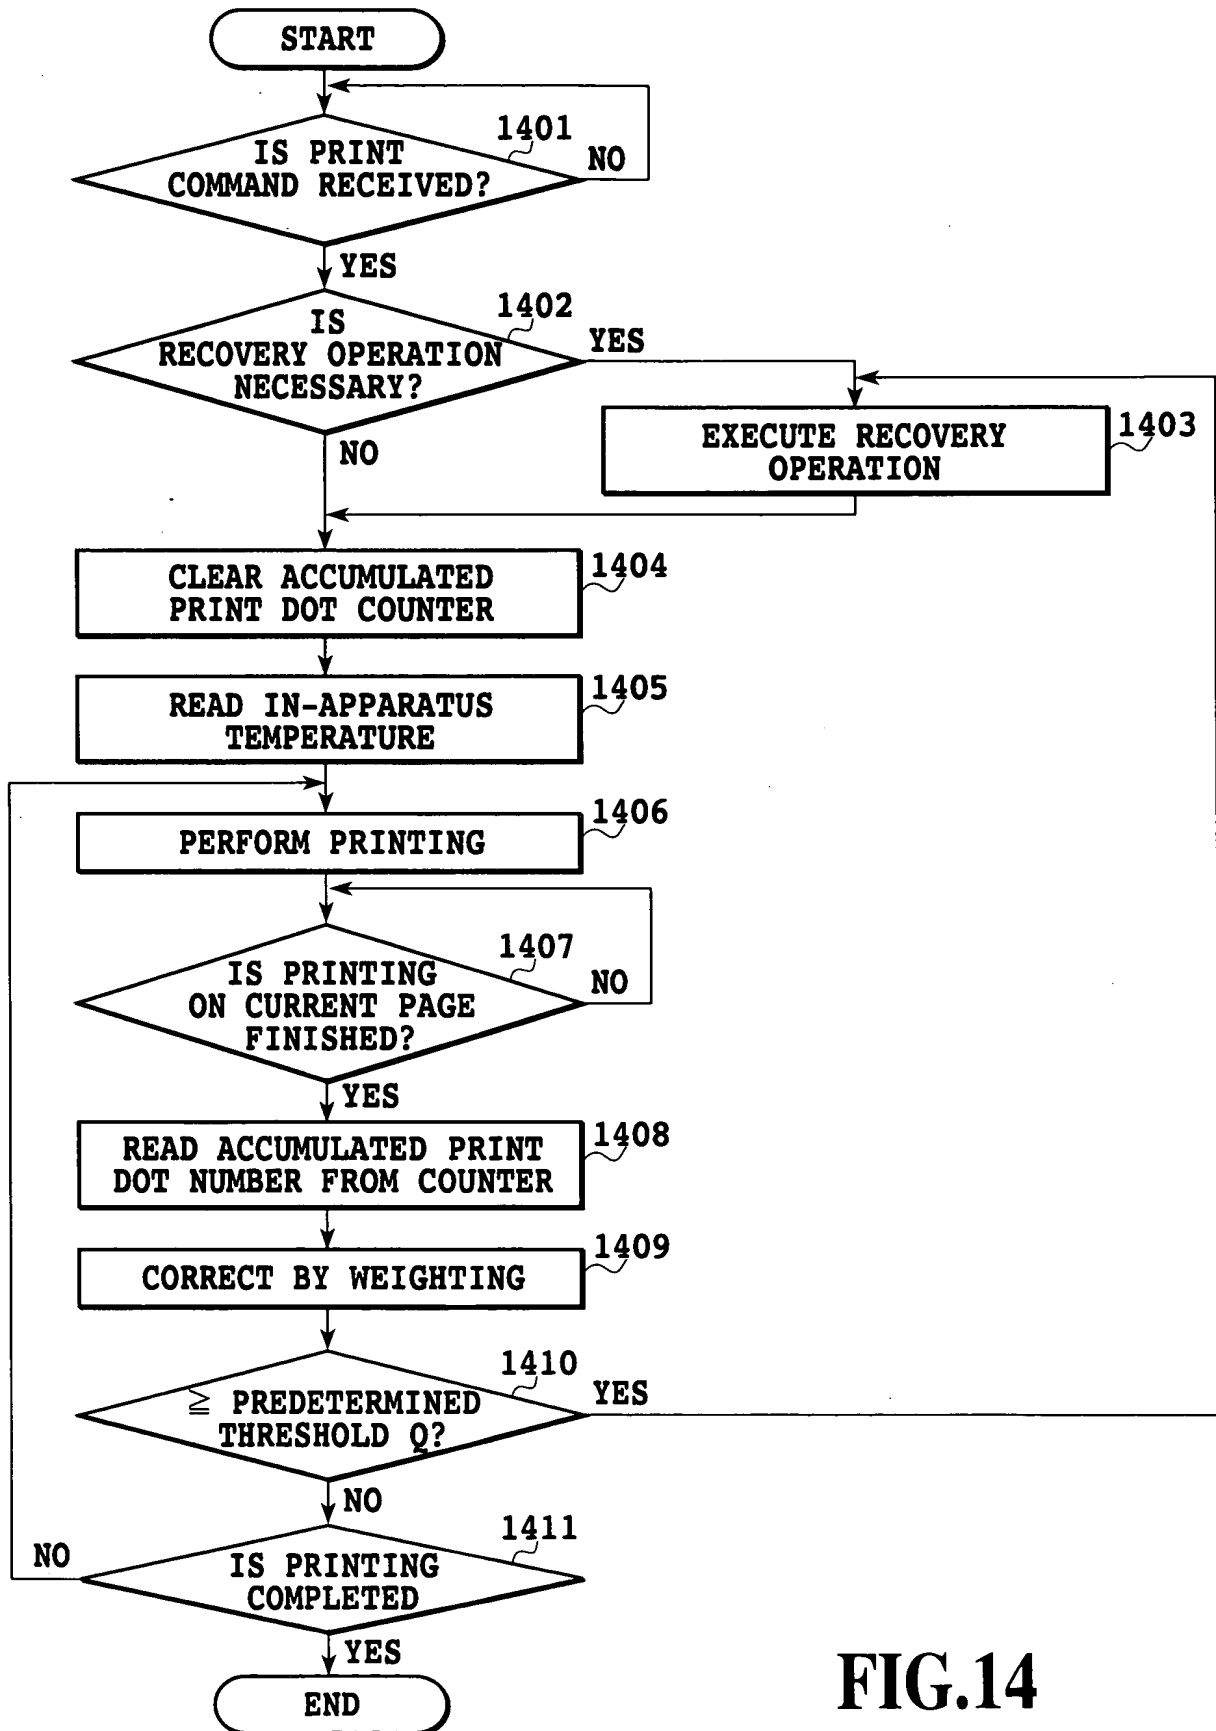 START
1401
IS PRINT
COMMAND RECEIVED?
NO
YES
1402
IS
RECOVERY OPERATION
NECESSARY?
YES
NO
1403
EXECUTE RECOVERY
OPERATION
1404
CLEAR ACCUMULATED
PRINT DOT COUNTER
1405
READ IN-APPARATUS
TEMPERATURE
1406
PERFORM PRINTING
1407
IS PRINTING
ON CURRENT PAGE
FINISHED?
NO
YES
1408
READ ACCUMULATED PRINT
DOT NUMBER FROM COUNTER
1409
CORRECT BY WEIGHTING
1410
≧ PREDETERMINED
THRESHOLD Q?
YES
NO
1411
IS PRINTING
COMPLETED
NO
YES
END
FIG.14